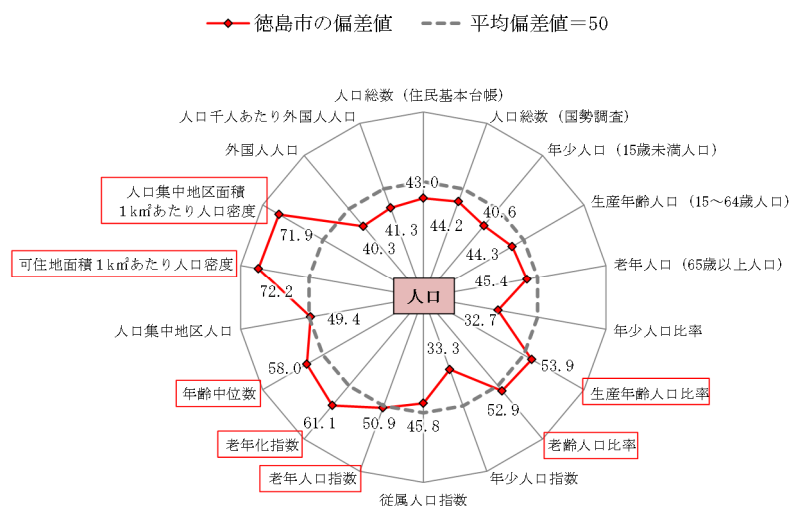 徳島市の偏差値
平均偏差値＝50
人口総数（住民基本台帳）
人口総数（国勢調査）
年少人口（15歳未満人口）
生産年齢人口（15～64歳人口）
老年人口（65歳以上人口）
年少人口比率
生産年齢人口比率
老齢人口比率
年少人口指数
従属人口指数
老年人口指数
老年化指数
年齢中位数
人口集中地区人口
可住地面積１k㎡あたり人口密度
人口集中地区面積
１k㎡あたり人口密度
外国人人口
人口千人あたり外国人人口
人口
43.0
44.2
40.6
44.3
45.4
32.7
53.9
52.9
33.3
45.8
50.9
61.1
58.0
49.4
72.2
71.9
40.3
41.3